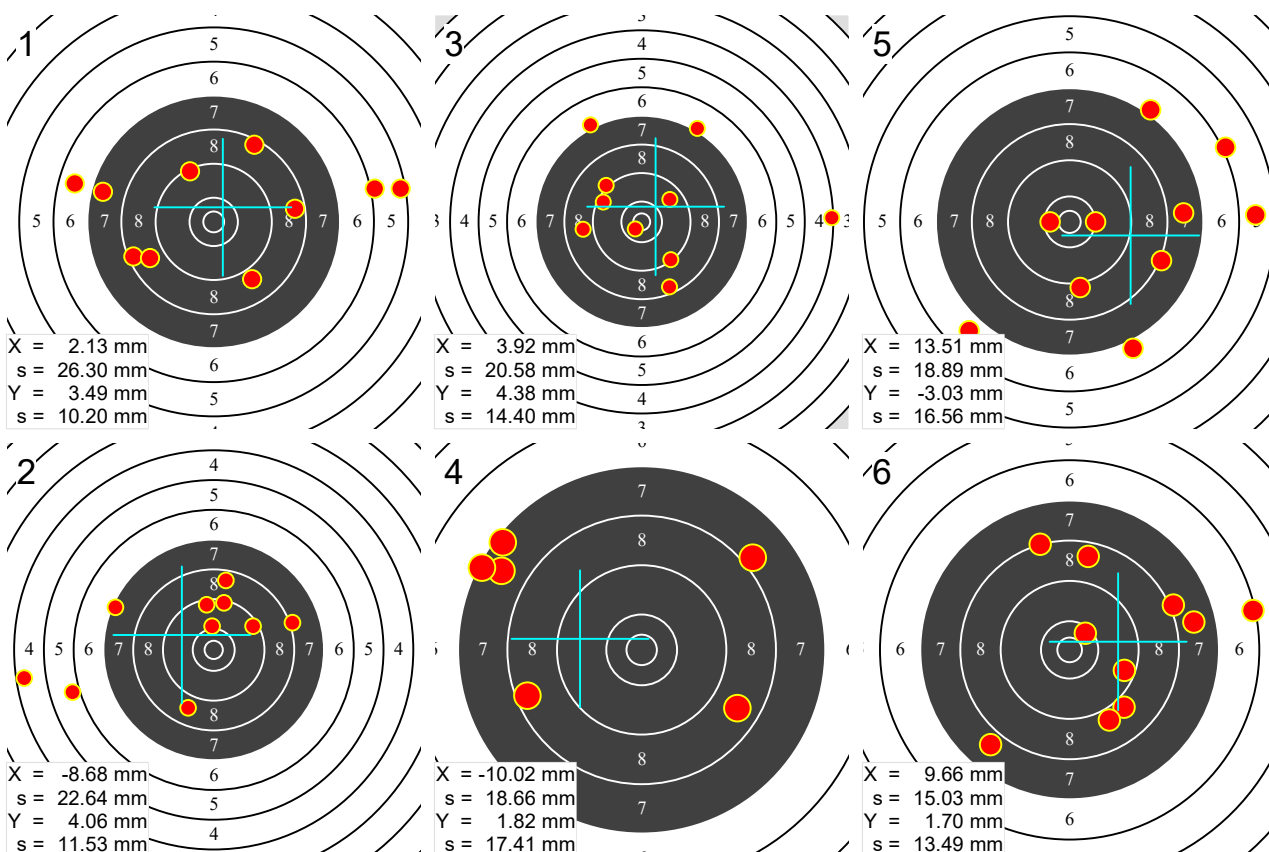 1
5
6
7
8
5 6 7 8 8 7 6 5
8
7
6
5
X = 2.13 mm
s = 26.30 mm
Y = 3.49 mm
s = 10.20 mm
3
4
5
6
7
8
4 5 6 7 8 8 7 6 5 4 3
8
7
6
5
4
3
X = 3.92 mm
s = 20.58 mm
Y = 4.38 mm
s = 14.40 mm
5
6
7
8
5 6 7 8 8 7 6
8
7
6
5
X = 13.51 mm
s = 18.89 mm
Y = -3.03 mm
s = 16.56 mm
2
4
5
6
7
8
4 5 6 7 8 8 7 6 5 4
8
7
6
5
4
X = -8.68 mm
s = 22.64 mm
Y = 4.06 mm
s = 11.53 mm
4
7
8
7 8 8 7
8
7
X = -10.02 mm
s = 18.66 mm
Y = 1.82 mm
s = 17.41 mm
6
6
7
8
6 7 8 8 7 6
8
7
6
X = 9.66 mm
s = 15.03 mm
Y = 1.70 mm
s = 13.49 mm